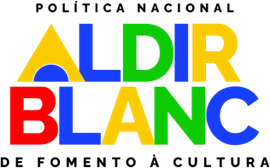 POLÍTICA NACIONAL
ALDIR
BLANC
DE FOMENTO À CULTURA